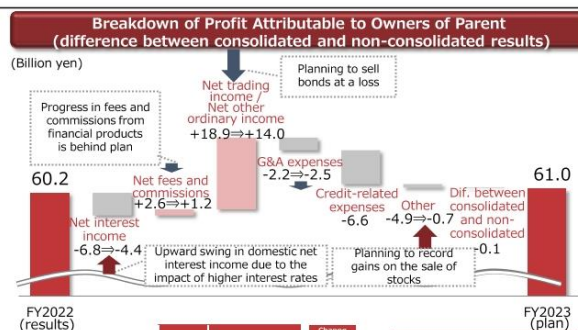 Breakdown of Profit Attributable to Owners of Parent
(difference between consolidated and non-consolidated results)
(Billion yen)
Planning to sell
bonds at a loss
Net trading
income /
Net other
ordinary income
+18.9⇒+14.0
Progress in fees and
commissions from
financial products
is behind plan
G&A expenses
-2.2⇒-2.5
60.2
Net fees and
commissions
+2.6⇒+1.2
Credit-related
expenses
-6.6
Other
-4.9⇒-0.7
Dif. between
consolidated
and non-
consolidated
-0.1
61.0
Net interest
income
-6.8⇒-4.4
Upward swing in domestic net
interest income due to the
impact of higher interest rates
Planning to record
gains on the sale of
stocks
FY2022
(results)
FY2023
(plan)
Change